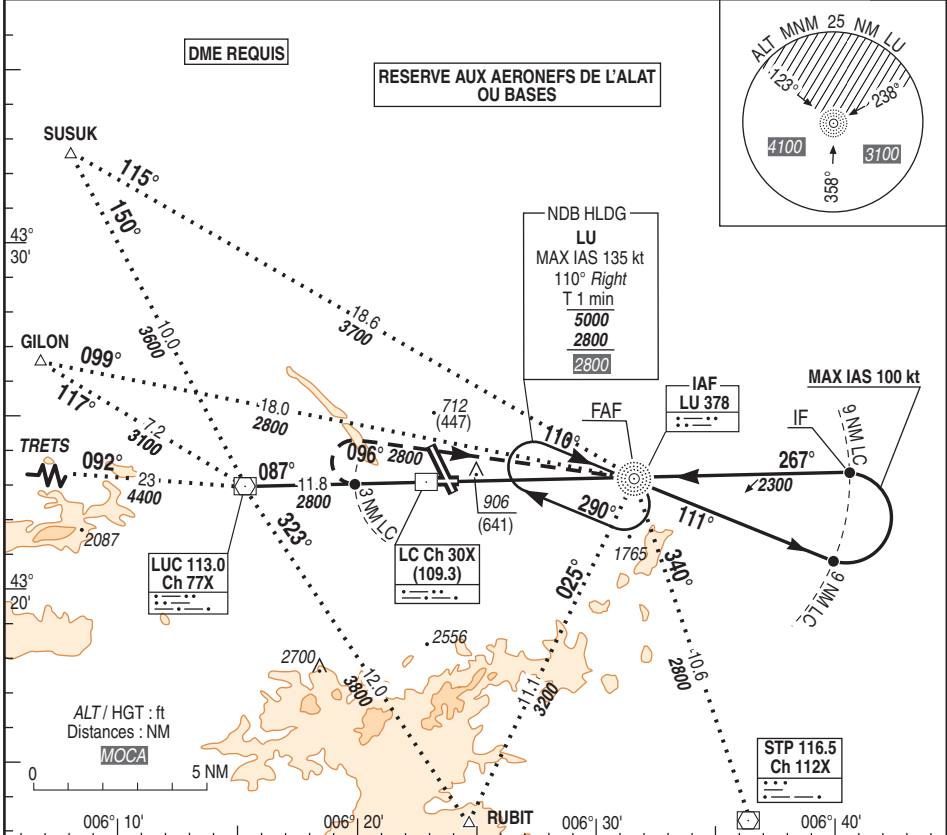 DME REQUIS
RESERVE AUX AERONEFS DE L'ALAT
OU BASES
ALT MNM 25 NM LU
123°
238°
4100
3100
358°
SUSUK
115°
150°
43°
30'
18.6
3700
10.0
3600
NDB HLDG
LU
MAX IAS 135 kt
110° Right
T 1 min
5000
2800
2800
GILON
099°
117°
7.2
3100
18.0
2800
712
(447)
IAF
LU 378
FAF
MAX IAS 100 kt
IF
9 NM LC
TRETS
092°
23
4400
087°
11.8
2800
096°
2800
110°
267°
2300
3 NM LC
906
(641)
290°
111°
9 NM LC
2087
LUC 113.0
Ch 77X
323°
LC Ch 30X
(109.3)
025°
1765
340°
43°
20'
2700
2556
12.0
3800
11.1
3200
10.6
2800
ALT / HGT : ft
Distances : NM
MOCA
0
5 NM
STP 116.5
Ch 112X
RUBIT
006° 10'
006° 20'
006° 30'
006° 40'